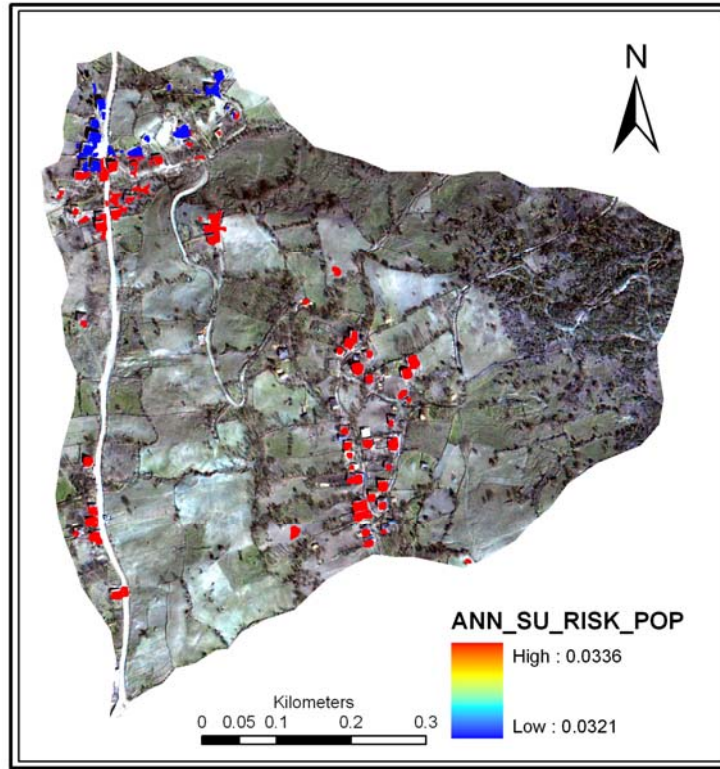 N
ANN_SU_RISK_POP
High : 0.0336
Low : 0.0321
Kilometers
0 0.05 0.1 0.2 0.3